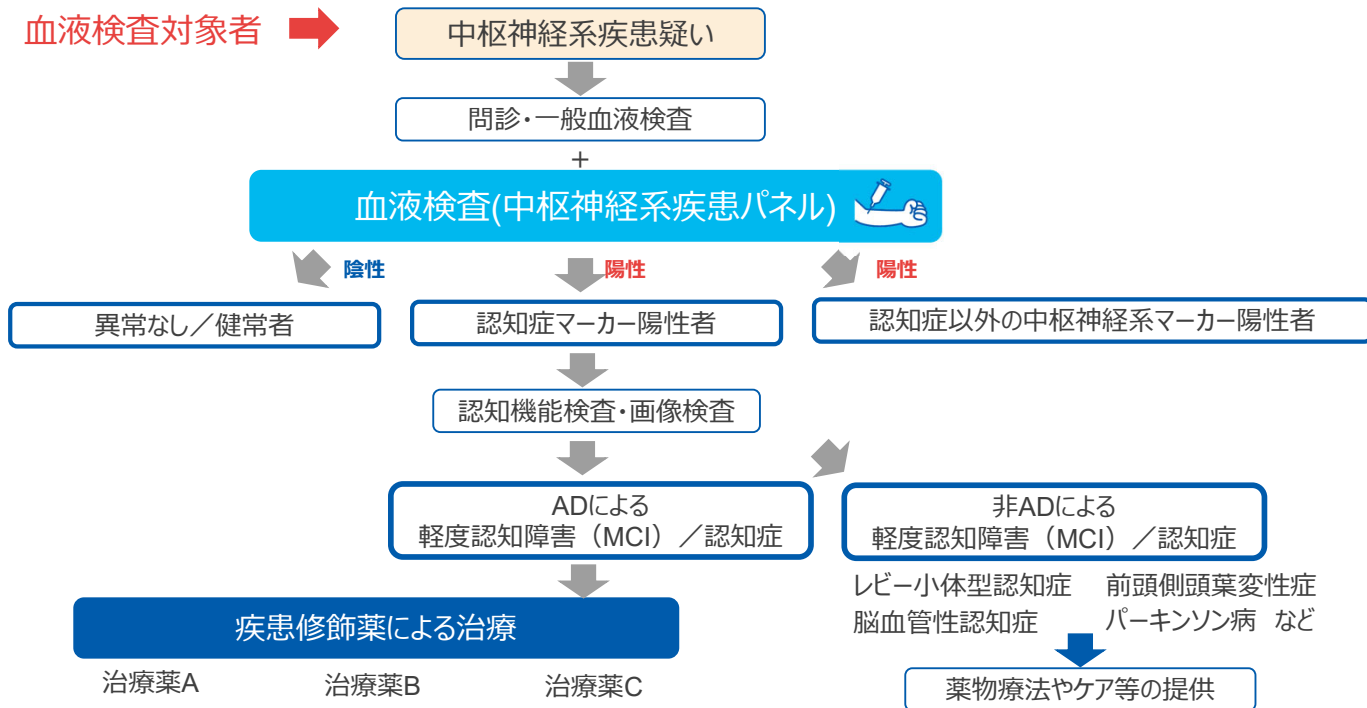 血液検査対象者
中枢神経系疾患疑い
問診・一般血液検査
+
血液検査(中枢神経系疾患パネル)
陰性
陽性
陽性
異常なし／健常者
認知症マーカー陽性者
認知症以外の中枢神経系マーカー陽性者
認知機能検査・画像検査
ADによる
軽度認知障害（MCI）／認知症
非ADによる
軽度認知障害（MCI）／認知症
レビー小体型認知症 前頭側頭葉変性症
脳血管性認知症 パーキンソン病 など
疾患修飾薬による治療
治療薬A 治療薬B 治療薬C
薬物療法やケア等の提供